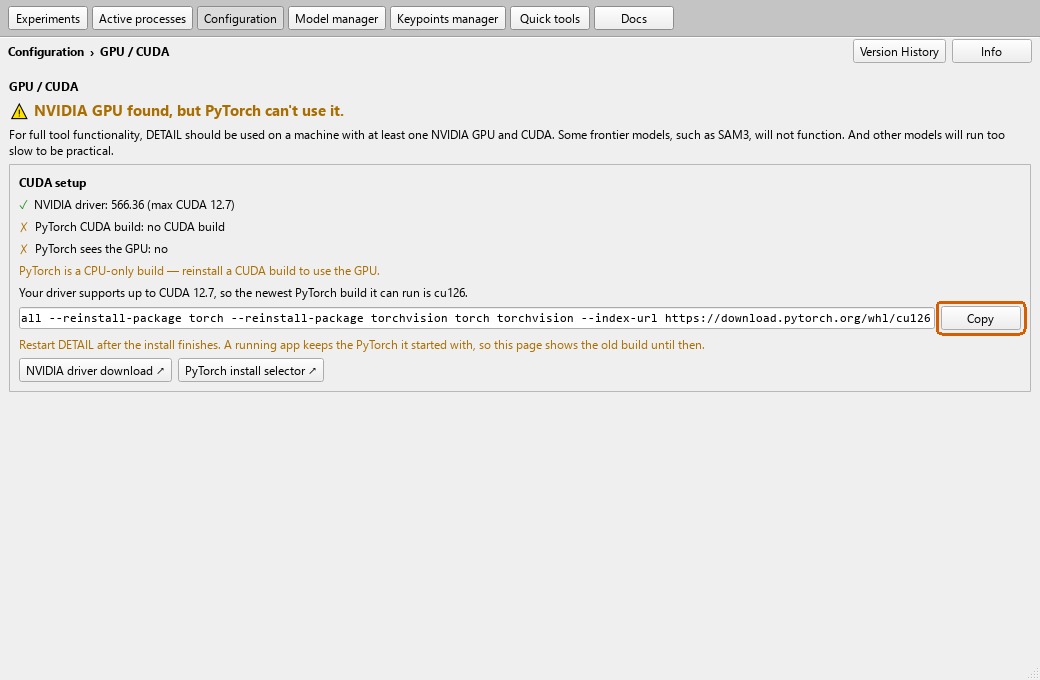 Experiments Active processes Configuration Model manager Keypoints manager Quick tools Docs
Configuration › GPU / CUDA Version History Info
GPU / CUDA
NVIDIA GPU found, but PyTorch can't use it.
For full tool functionality, DETAIL should be used on a machine with at least one NVIDIA GPU and CUDA. Some frontier models, such as SAM3, will not function. And other models will run too
slow to be practical.
CUDA setup
✓ NVIDIA driver: 566.36 (max CUDA 12.7)
✗ PyTorch CUDA build: no CUDA build
✗ PyTorch sees the GPU: no
PyTorch is a CPU-only build — reinstall a CUDA build to use the GPU.
Your driver supports up to CUDA 12.7, so the newest PyTorch build it can run is cu126.
all --reinstall-package torch --reinstall-package torchvision torch torchvision --index-url https://download.pytorch.org/whl/cu126 Copy
Restart DETAIL after the install finishes. A running app keeps the PyTorch it started with, so this page shows the old build until then.
NVIDIA driver download ↗ PyTorch install selector ↗